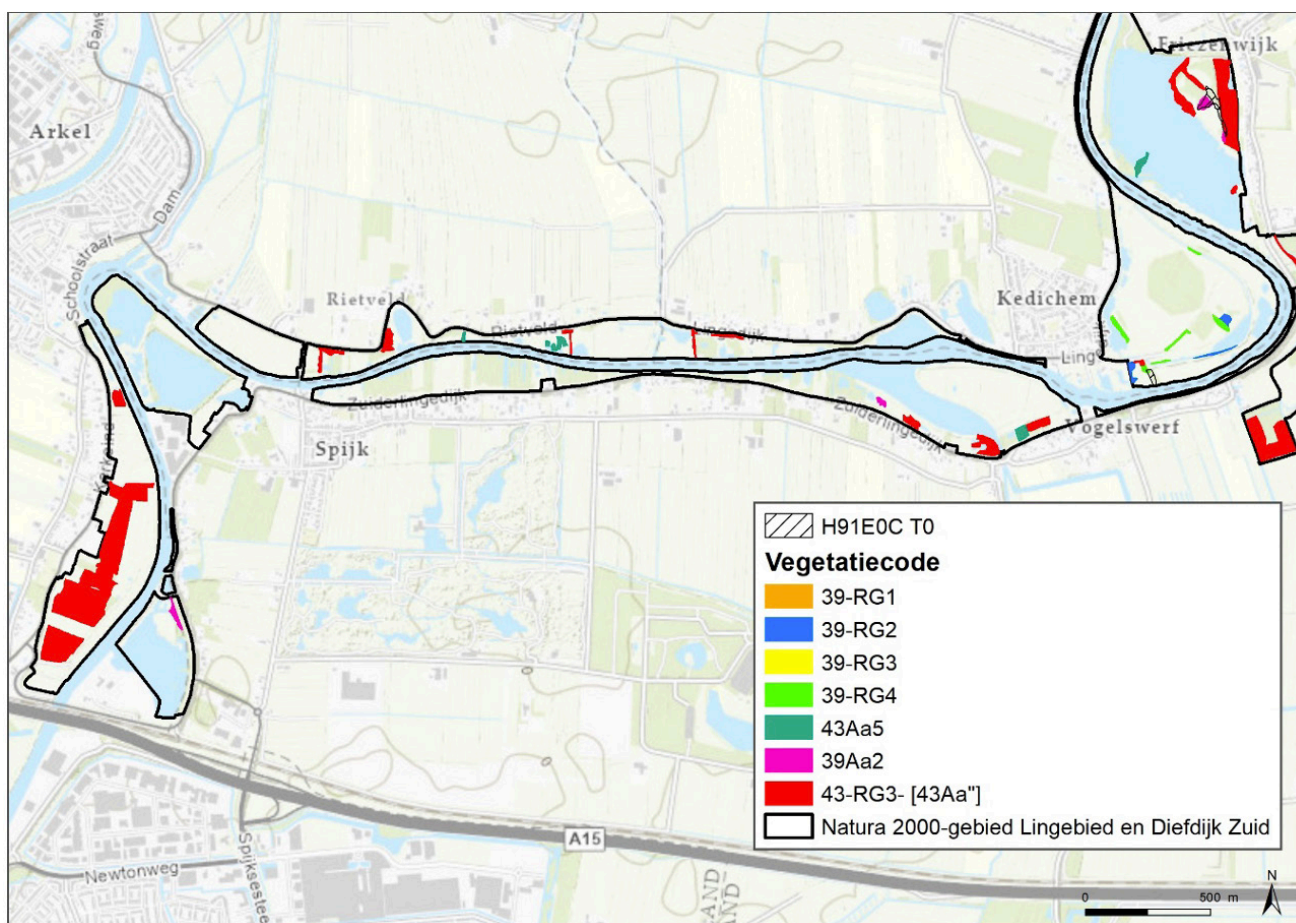 Friezenwijk
Arkel
Dam
Schoolstraat
Rietveld
Rietveld
Lingedijk
Kedichem
Zuiderlingedijk
Zuiderlingedijk
Vogelswerf
Spijk
Kerkeind
H91E0C T0
Vegetatiecode
39-RG1
39-RG2
39-RG3
39-RG4
43Aa5
39Aa2
43-RG3- [43Aa"]
Natura 2000-gebied Lingebied en Diefdijk Zuid
A15
Newtonweg
N
0 500 m